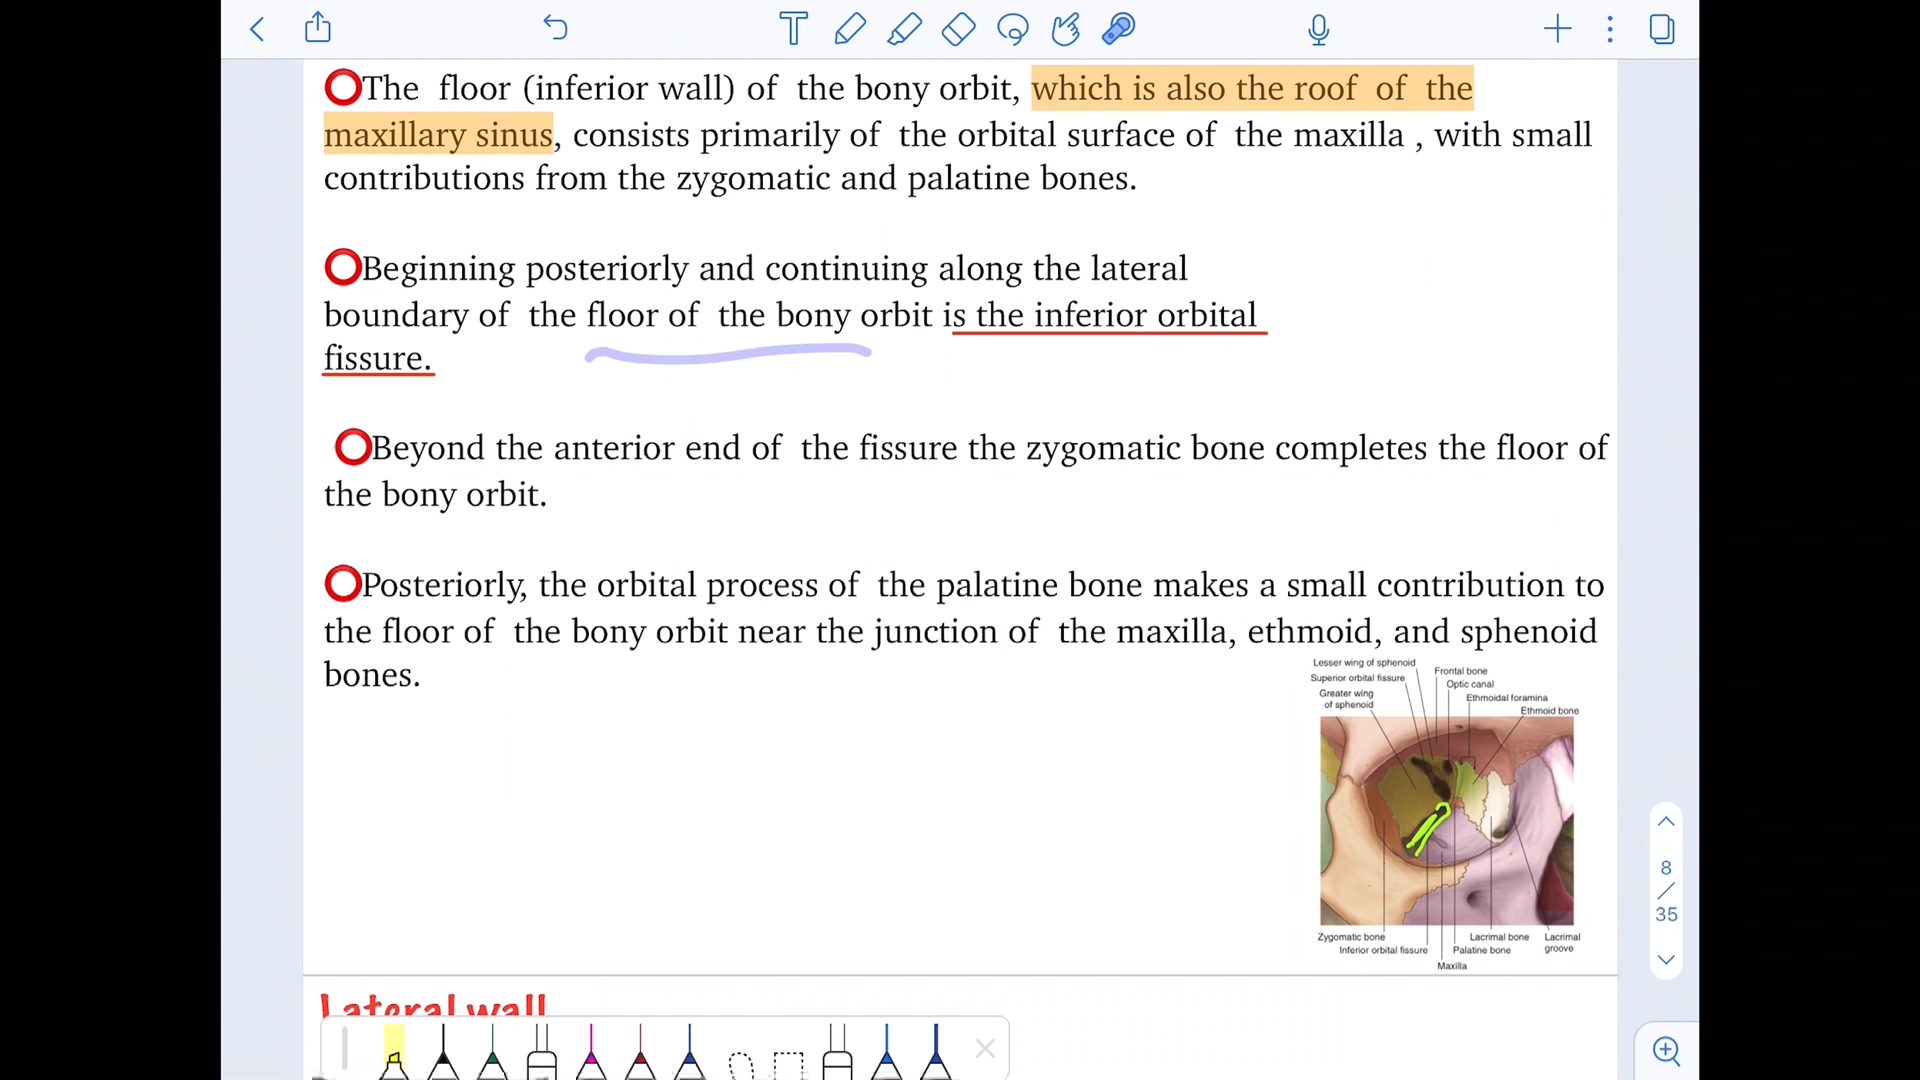 The floor (inferior wall) of the bony orbit, which is also the roof of the
maxillary sinus, consists primarily of the orbital surface of the maxilla , with small
contributions from the zygomatic and palatine bones.
Beginning posteriorly and continuing along the lateral
boundary of the floor of the bony orbit is the inferior orbital
fissure.
Beyond the anterior end of the fissure the zygomatic bone completes the floor of
the bony orbit.
Posteriorly, the orbital process of the palatine bone makes a small contribution to
the floor of the bony orbit near the junction of the maxilla, ethmoid, and sphenoid
bones.
Lesser wing of sphenoid
Frontal bone
Superior orbital fissure
Optic canal
Greater wing
of sphenoid
Ethmoidal foramina
Ethmoid bone
Zygomatic bone
Lacrimal bone
Lacrimal
groove
Inferior orbital fissure
Palatine bone
Maxilla
8
/
35
Lateral wall